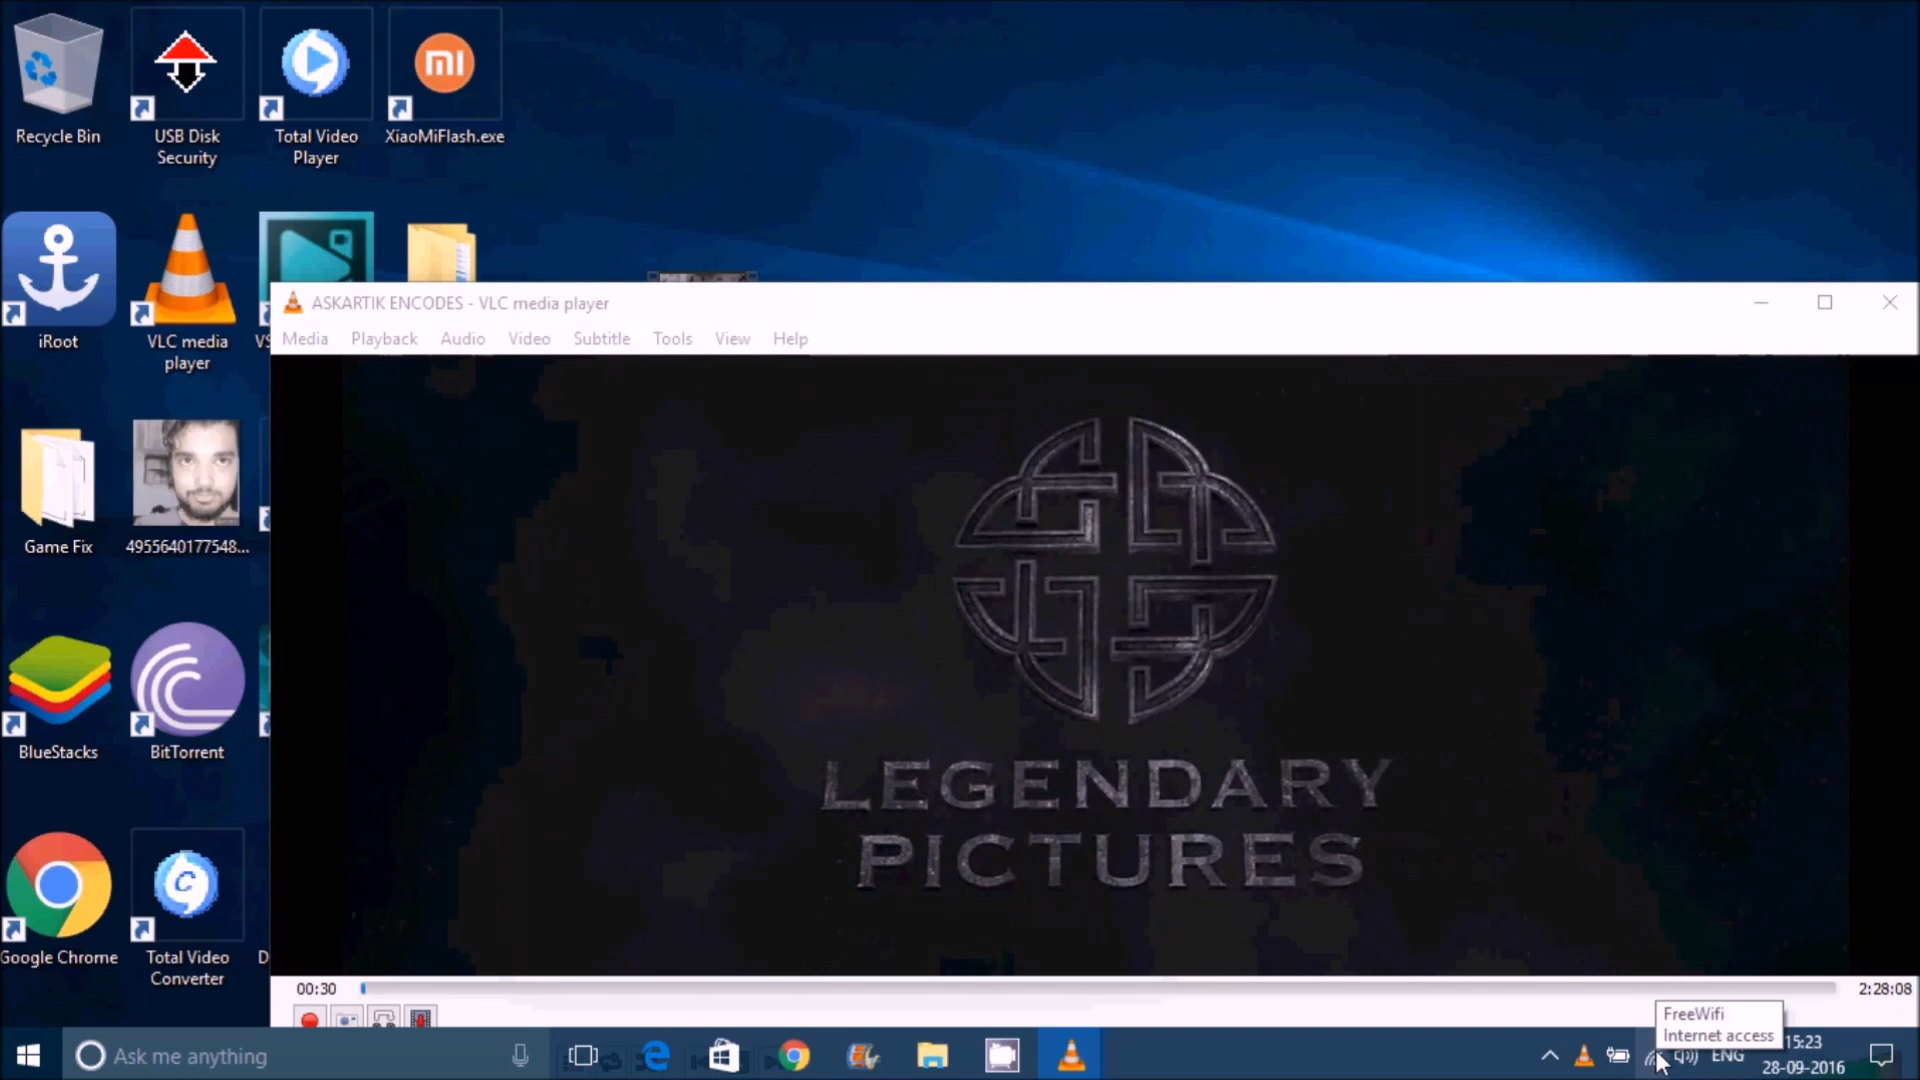 Recycle Bin
USB Disk
Security
Total Video
Player
XiaoMiFlash.exe
mi
iRoot
VLC media
player
VS
Game Fix
4955640177548...
BlueStacks
BitTorrent
Google Chrome
Total Video
Converter
D
ASKARTIK ENCODES - VLC media player
Media Playback Audio Video Subtitle Tools View Help
LEGENDARY
PICTURES
00:30
2:28:08
FreeWifi
Internet access
Ask me anything
ENG
15:23
28-09-2016